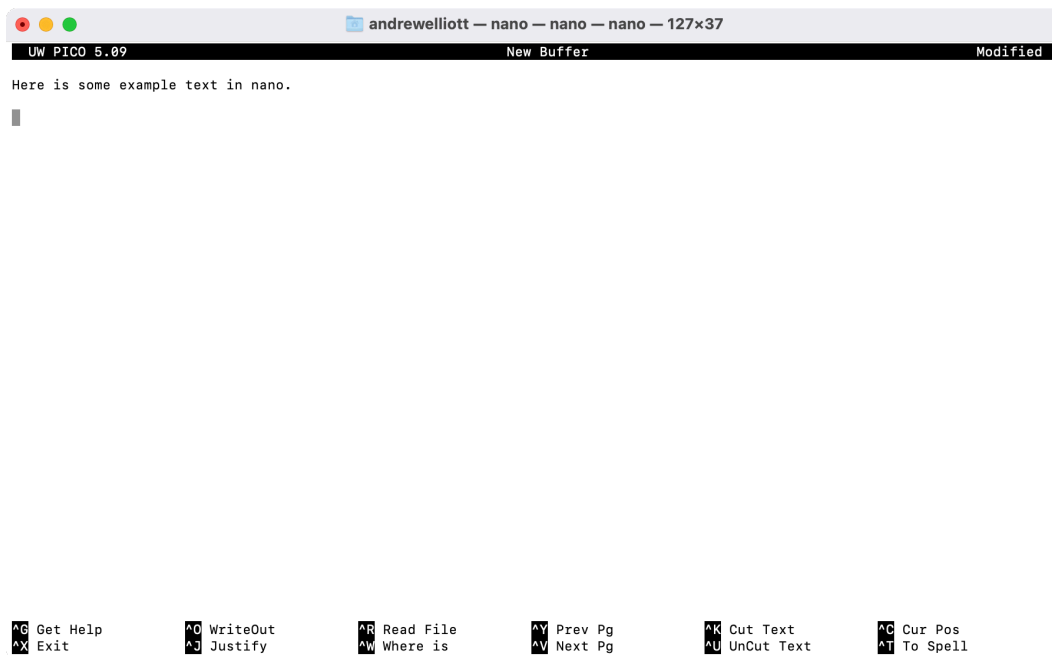 andrewelliott — nano — nano — nano — 127×37
UW PICO 5.09 New Buffer Modified
Here is some example text in nano.
^G Get Help ^O WriteOut ^R Read File ^Y Prev Pg ^K Cut Text ^C Cur Pos
^X Exit ^J Justify ^W Where is ^V Next Pg ^U UnCut Text ^T To Spell